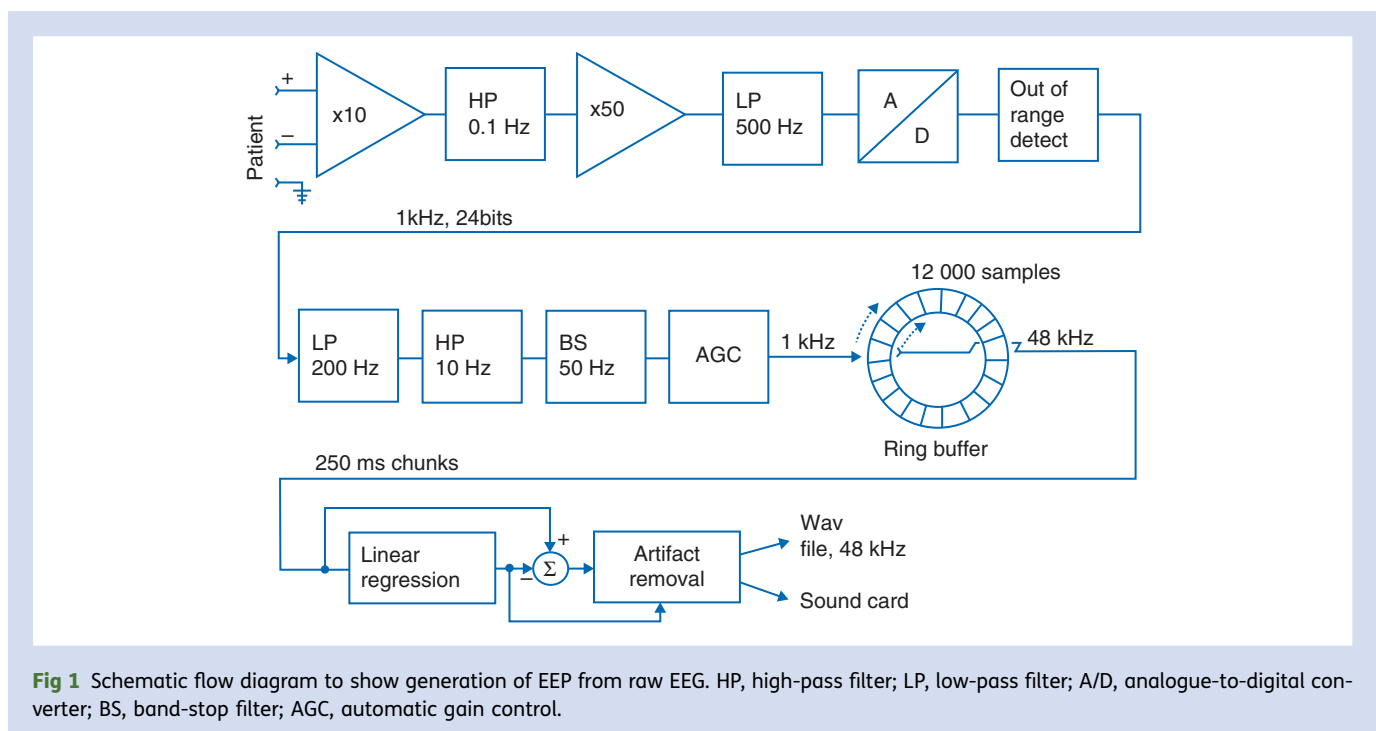 Patient
+
−
x10
HP
0.1 Hz
x50
LP
500 Hz
A
D
Out of
range
detect
1kHz, 24bits
LP
200 Hz
HP
10 Hz
BS
50 Hz
AGC
1 kHz
12 000 samples
48 kHz
Ring buffer
250 ms chunks
Linear
regression
+
−
Σ
Artifact
removal
Wav
file, 48 kHz
Sound card
Fig 1 Schematic flow diagram to show generation of EEP from raw EEG. HP, high-pass filter; LP, low-pass filter; A/D, analogue-to-digital con-
verter; BS, band-stop filter; AGC, automatic gain control.